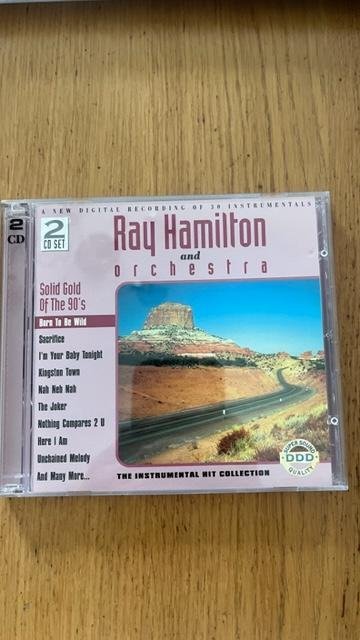 A NEW DIGITAL RECORDING OF 30 INSTRUMENTALS
2
CD
2
CD SET
Ray Hamilton
and
orchestra
Solid Gold
Of The 90's
Born To Be Wild
Sacrifice
I'm Your Baby Tonight
Kingston Town
Nah Neh Nah
The Joker
Nothing Compares 2 U
Here I Am
Unchained Melody
And Many More...
THE INSTRUMENTAL HIT COLLECTION
SUPER SOUND
DDD
QUALITY